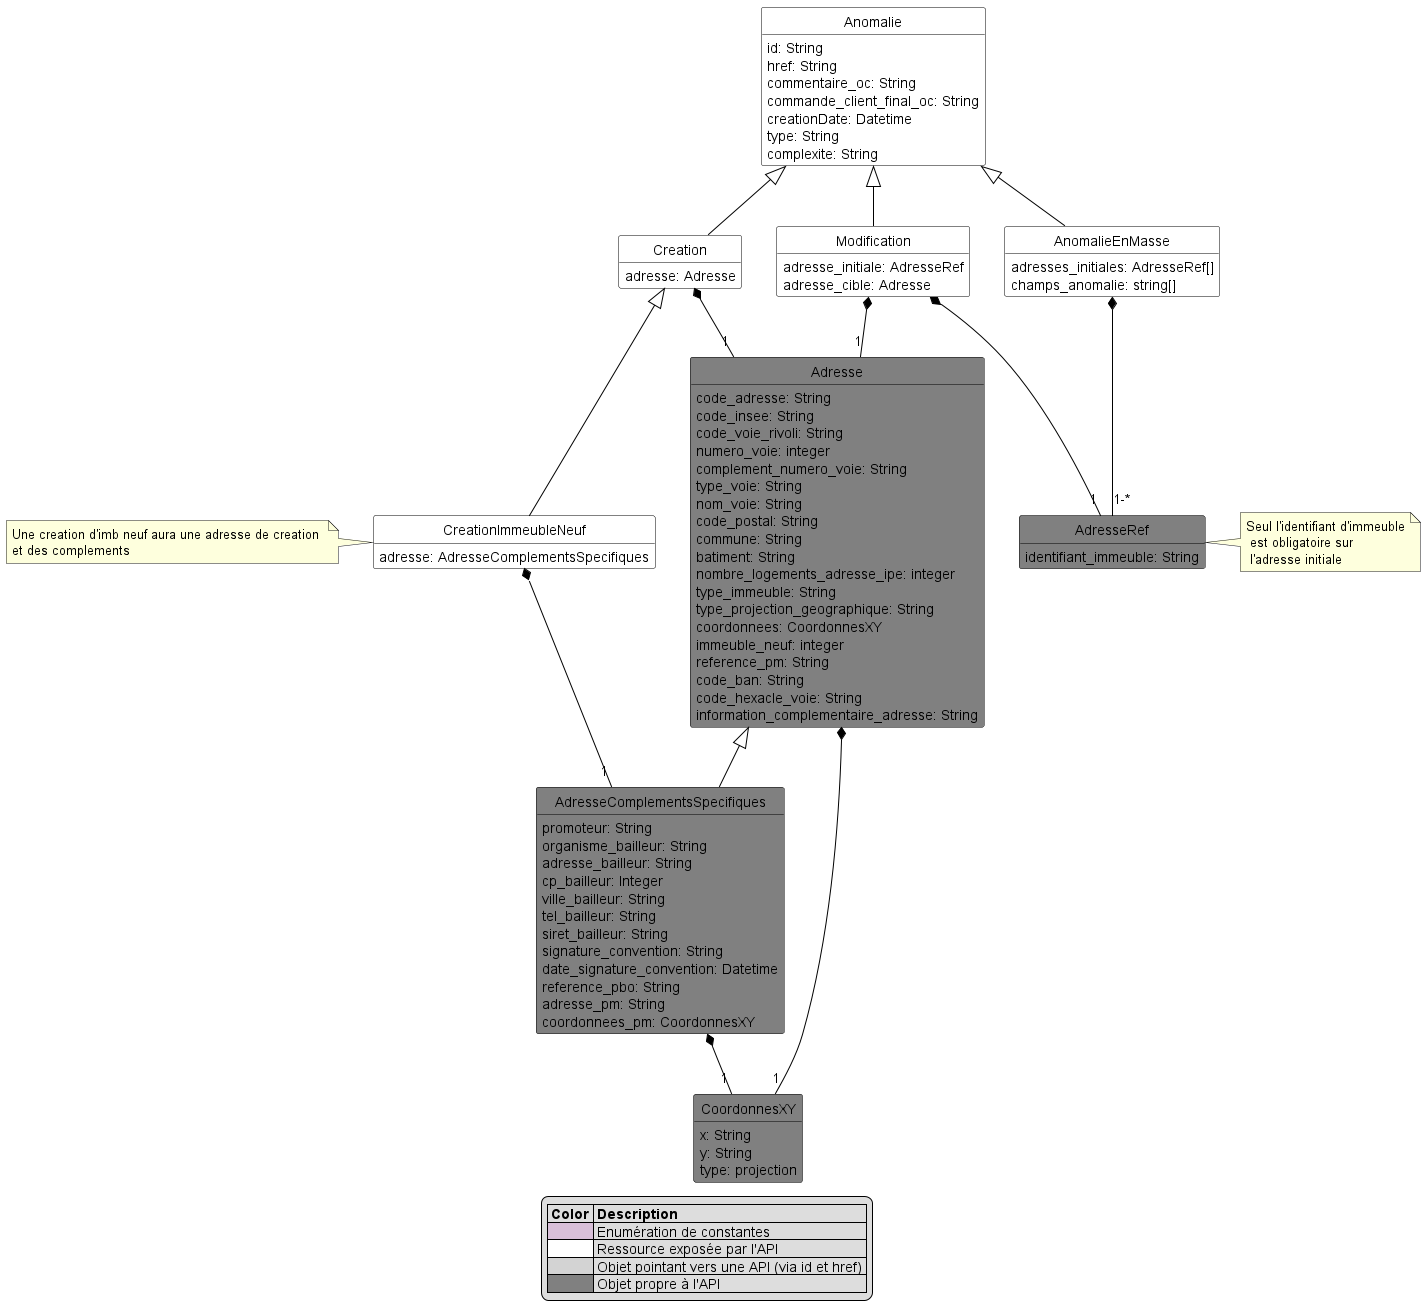 Anomalie
id: String
href: String
commentaire_oc: String
commande_client_final_oc: String
creationDate: Datetime
type: String
complexite: String
Creation
adresse: Adresse
Modification
adresse_initiale: AdresseRef
adresse_cible: Adresse
AnomalieEnMasse
adresses_initiales: AdresseRef[]
champs_anomalie: string[]
1
1
Adresse
code_adresse: String
code_insee: String
code_voie_rivoli: String
numero_voie: integer
complement_numero_voie: String
type_voie: String
nom_voie: String
code_postal: String
commune: String
batiment: String
nombre_logements_adresse_ipe: integer
type_immeuble: String
type_projection_geographique: String
coordonnees: CoordonnesXY
immeuble_neuf: integer
reference_pm: String
code_ban: String
code_hexacle_voie: String
information_complementaire_adresse: String
1
1-*
Une creation d'imb neuf aura une adresse de creation
et des complements
CreationImmeubleNeuf
adresse: AdresseComplementsSpecifiques
AdresseRef
identifiant_immeuble: String
Seul l'identifiant d'immeuble
est obligatoire sur
l'adresse initiale
1
AdresseComplementsSpecifiques
promoteur: String
organisme_bailleur: String
adresse_bailleur: String
cp_bailleur: Integer
ville_bailleur: String
tel_bailleur: String
siret_bailleur: String
signature_convention: String
date_signature_convention: Datetime
reference_pbo: String
adresse_pm: String
coordonnees_pm: CoordonnesXY
1
1
CoordonnesXY
x: String
y: String
type: projection
Color Description
Enumération de constantes
Ressource exposée par l'API
Objet pointant vers une API (via id et href)
Objet propre à l'API